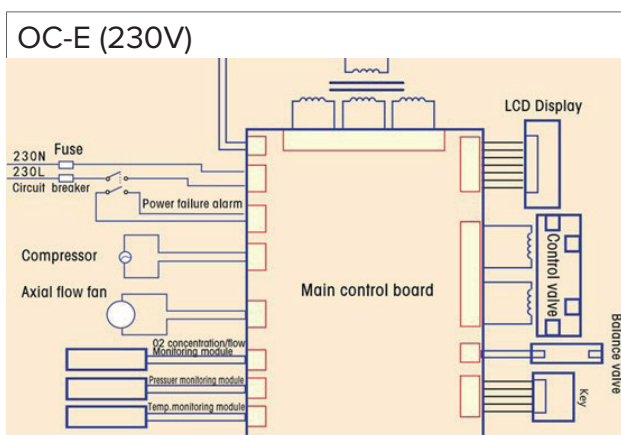 OC-E (230V)
LCD Display
Fuse
230N
230L
Circuit breaker
Power failure alarm
Compressor
Control valve
Axial flow fan
Main control board
O2 concentration/flow
Monitoring module
Balance valve
Pressuer monitoring module
Key
Temp.monitoring module